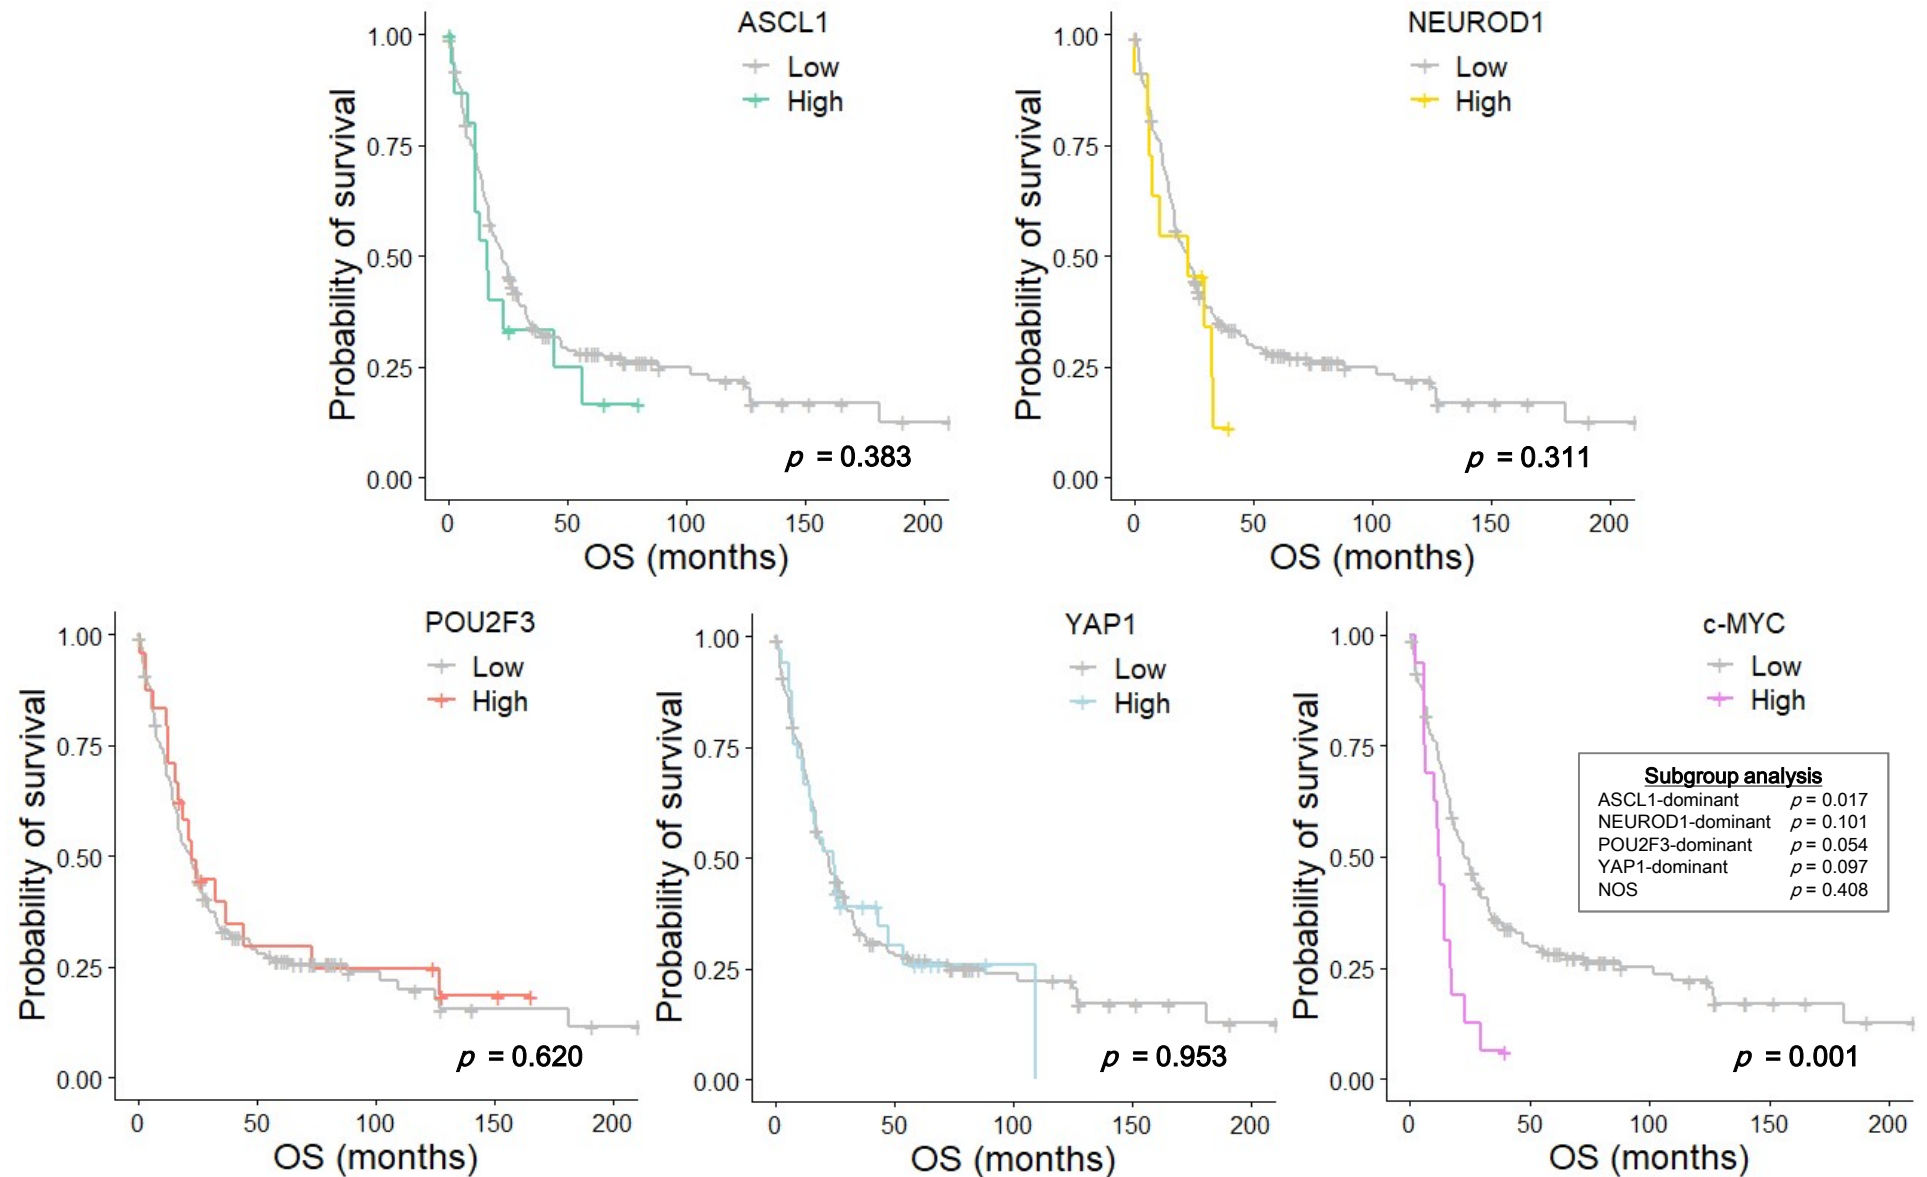 ASCL1
Low
High
Probability of survival
1.00
0.75
0.50
0.25
0.00
p = 0.383
0 50 100 150 200
OS (months)
NEUROD1
Low
High
Probability of survival
1.00
0.75
0.50
0.25
0.00
p = 0.311
0 50 100 150 200
OS (months)
POU2F3
Low
High
Probability of survival
1.00
0.75
0.50
0.25
0.00
p = 0.620
0 50 100 150 200
OS (months)
YAP1
Low
High
Probability of survival
1.00
0.75
0.50
0.25
0.00
p = 0.953
0 50 100 150 200
OS (months)
c-MYC
Low
High
Probability of survival
1.00
0.75
0.50
0.25
0.00
Subgroup analysis
ASCL1-dominant p = 0.017
NEUROD1-dominant p = 0.101
POU2F3-dominant p = 0.054
YAP1-dominant p = 0.097
NOS p = 0.408
p = 0.001
0 50 100 150 200
OS (months)